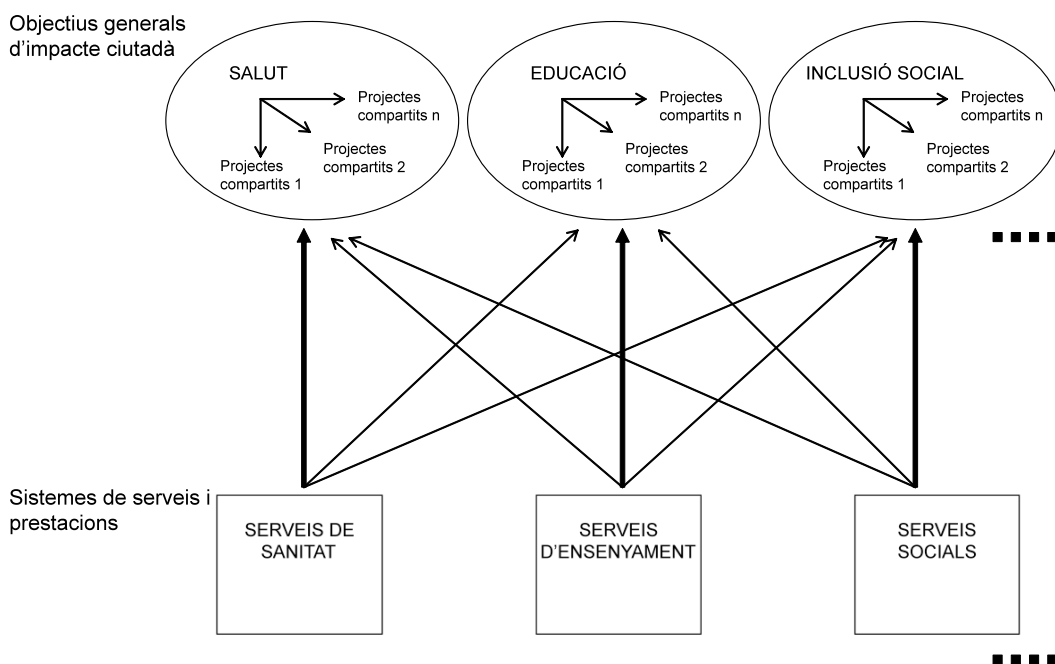 Objectius generals
d'impacte ciutadà
SALUT
Projectes
compartits n
Projectes
compartits 2
Projectes
compartits 1
EDUCACIÓ
Projectes
compartits n
Projectes
compartits 2
Projectes
compartits 1
INCLUSIÓ SOCIAL
Projectes
compartits n
Projectes
compartits 2
Projectes
compartits 1
Sistemes de serveis i
prestacions
SERVEIS DE
SANITAT
SERVEIS
D'ENSENYAMENT
SERVEIS
SOCIALS